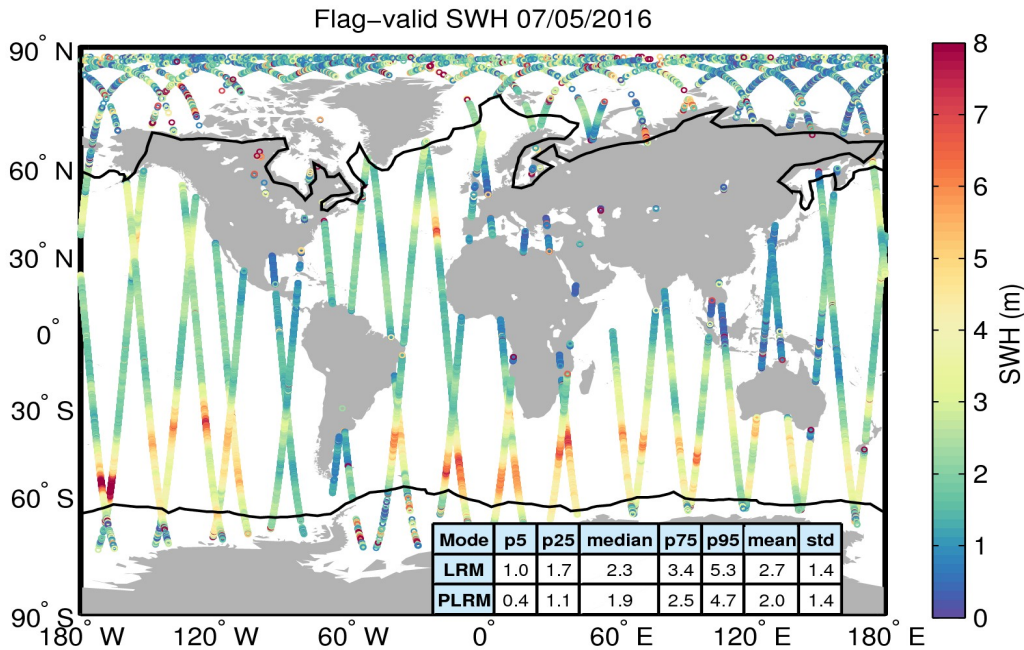 Flag−valid SWH 07/05/2016
90° N
60° N
30° N
0°
30° S
60° S
90° S
180° W
120° W
60° W
0°
60° E
120° E
180° E
8
7
6
5
4
3
2
1
0
SWH (m)
Mode p5 p25 median p75 p95 mean std
LRM 1.0 1.7 2.3 3.4 5.3 2.7 1.4
PLRM 0.4 1.1 1.9 2.5 4.7 2.0 1.4